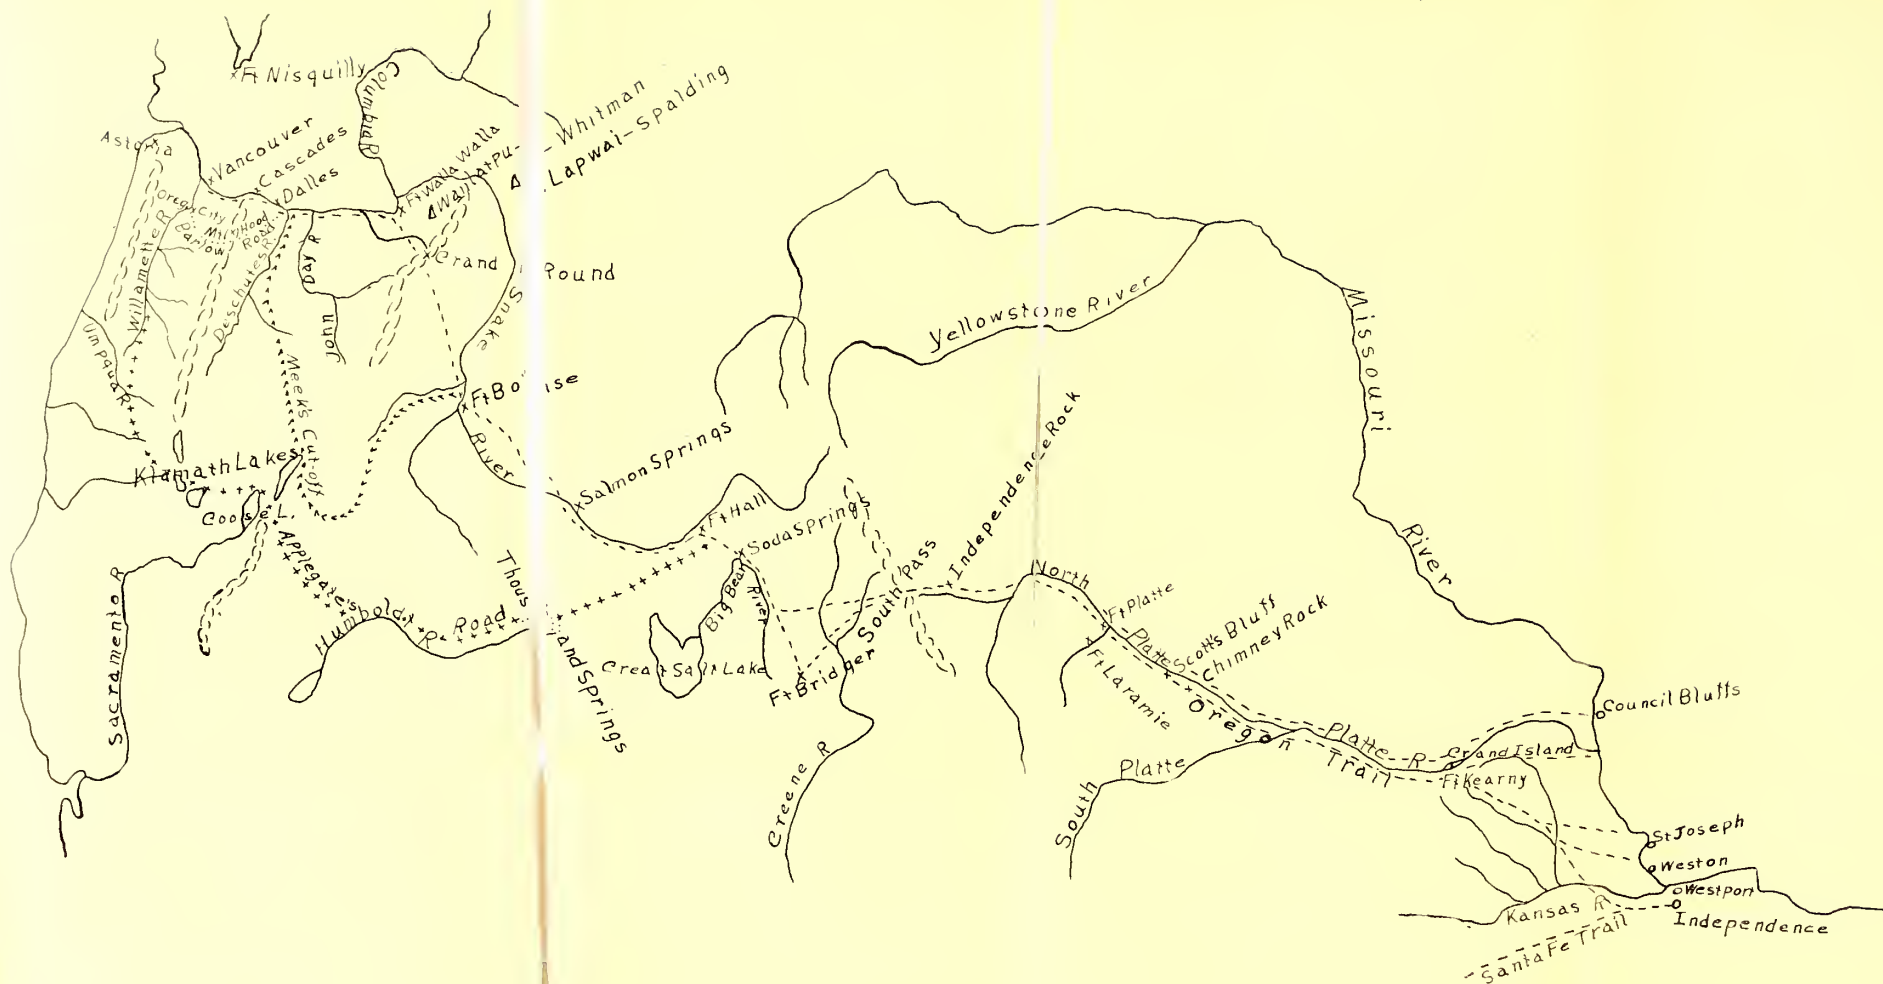 Ft Nisquilly
Columbia R
Astoria
Vancouver
Cascades
Dalles
Ft Walla Walla
Waiilatpu - Whitman
Lapwai - Spalding
Oregon City
Mt Hood
Barlow Road
Willamette R
Deschutes R.
John Day R
Grand Round
Snake River
Umpqua R
Meek's Cut-off
Ft Boise
Klamath Lakes
Goose L.
Applegate's Road
Sacramento R
Humboldt R
Thousand Springs
Salmon Springs
Ft Hall
Soda Springs
Big Bear River
Great Salt Lake
Ft Bridger
South Pass
Independence Rock
Greene R
Yellowstone River
Missouri River
North Platte
Ft Platte
Ft Laramie
Scott's Bluff
Chimney Rock
Oregon Trail
South Platte
Platte R
Grand Island
Ft Kearny
Council Bluffs
St Joseph
Weston
Westport
Independence
Kansas R
Santa Fe Trail